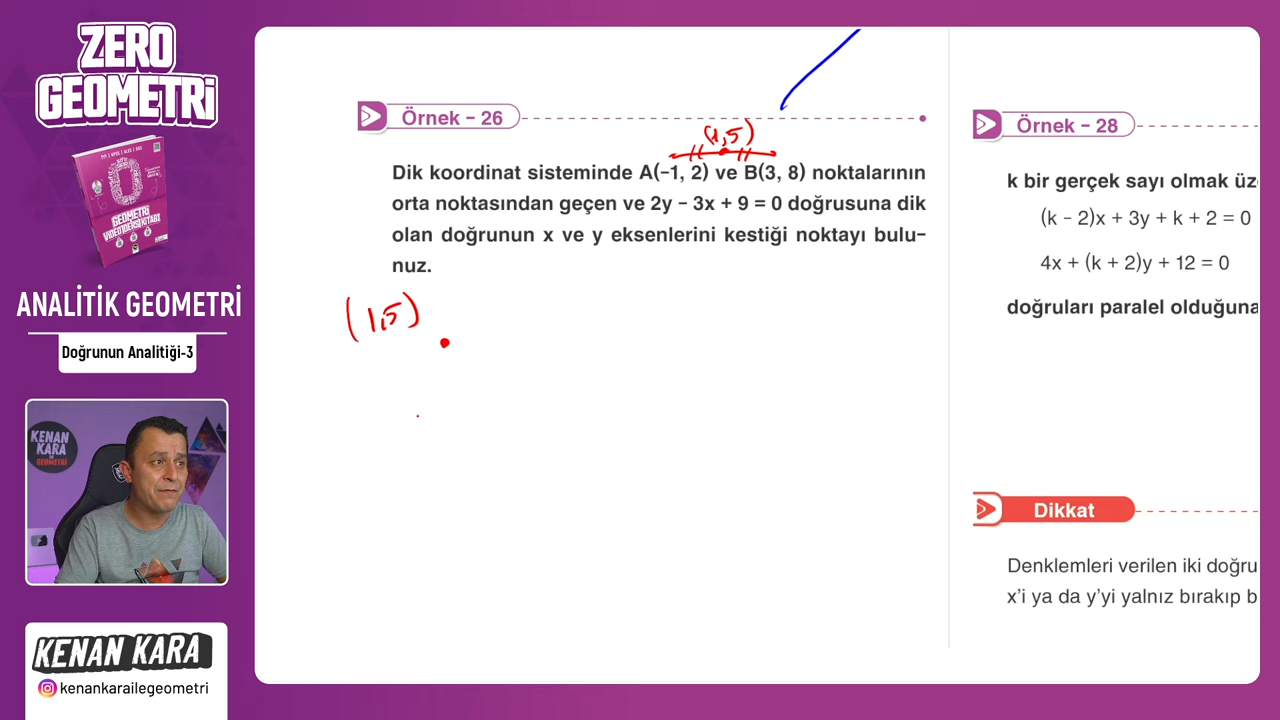 ZERO
GEOMETRİ
GEOMETRİ
VIDEO DERS KİTABI
ANALİTİK GEOMETRİ
Doğrunun Analitiği-3
KENAN
KARA
GEOMETRİ
KENAN KARA
kenankarailegeometri
Örnek – 26
(1,5)
Dik koordinat sisteminde A(–1, 2) ve B(3, 8) noktalarının
orta noktasından geçen ve 2y – 3x + 9 = 0 doğrusuna dik
olan doğrunun x ve y eksenlerini kestiği noktayı bulu–
nuz.
(1,5)
Örnek – 28
k bir gerçek sayı olmak üz
(k – 2)x + 3y + k + 2 = 0
4x + (k + 2)y + 12 = 0
doğruları paralel olduğuna
Dikkat
Denklemleri verilen iki doğru
x'i ya da y'yi yalnız bırakıp b